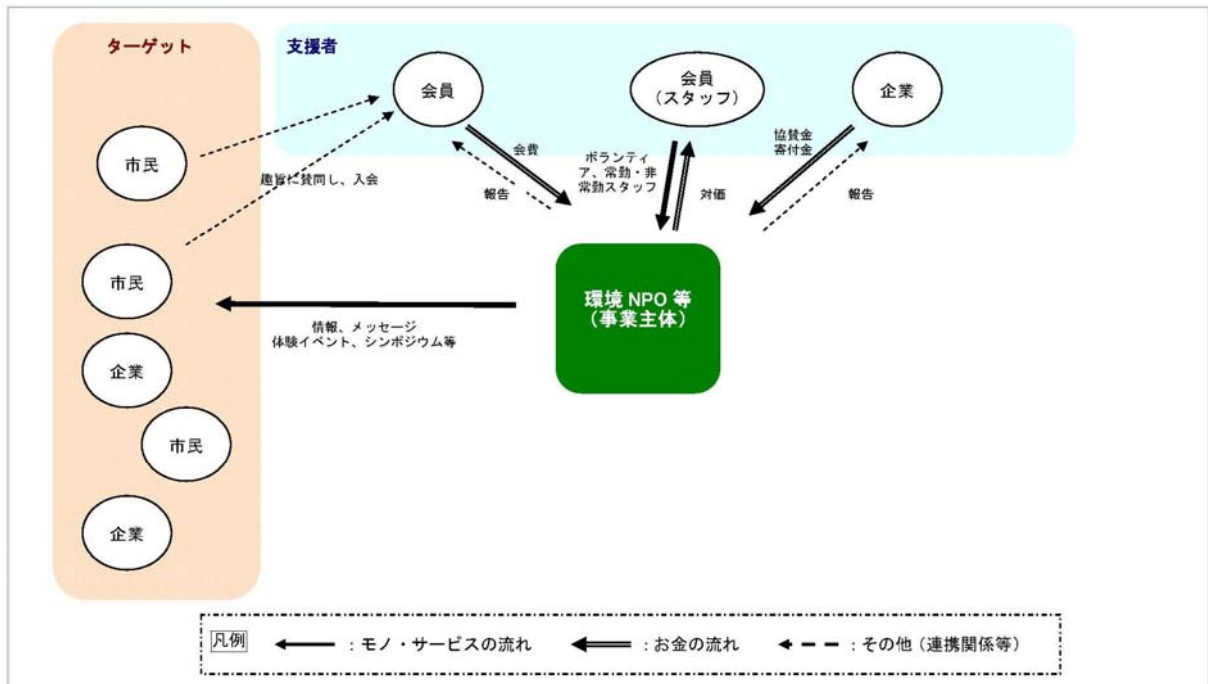 ターゲット
支援者
会員
会員
（スタッフ）
企業
市民
会費
報告
ボランティ
ア、常勤・非
常勤スタッフ
対価
協賛金
寄付金
報告
趣旨に賛同し、入会
市民
環境 NPO 等
（事業主体）
情報、メッセージ
体験イベント、シンポジウム等
企業
市民
企業
凡例
：モノ・サービスの流れ
：お金の流れ
：その他（連携関係等）